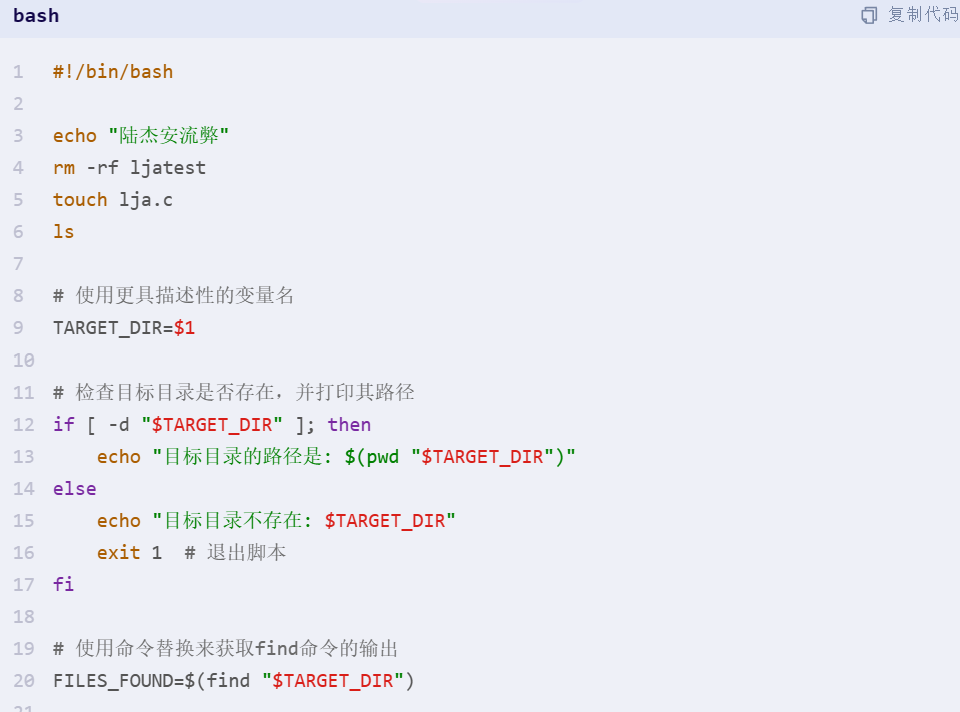 bash 复制代码
1 #!/bin/bash
2
3 echo "陆杰安流弊"
4 rm -rf ljatest
5 touch lja.c
6 ls
7
8 # 使用更具描述性的变量名
9 TARGET_DIR=$1
10
11 # 检查目标目录是否存在，并打印其路径
12 if [ -d "$TARGET_DIR" ]; then
13     echo "目标目录的路径是: $(pwd "$TARGET_DIR")"
14 else
15     echo "目标目录不存在: $TARGET_DIR"
16     exit 1  # 退出脚本
17 fi
18
19 # 使用命令替换来获取find命令的输出
20 FILES_FOUND=$(find "$TARGET_DIR")
21